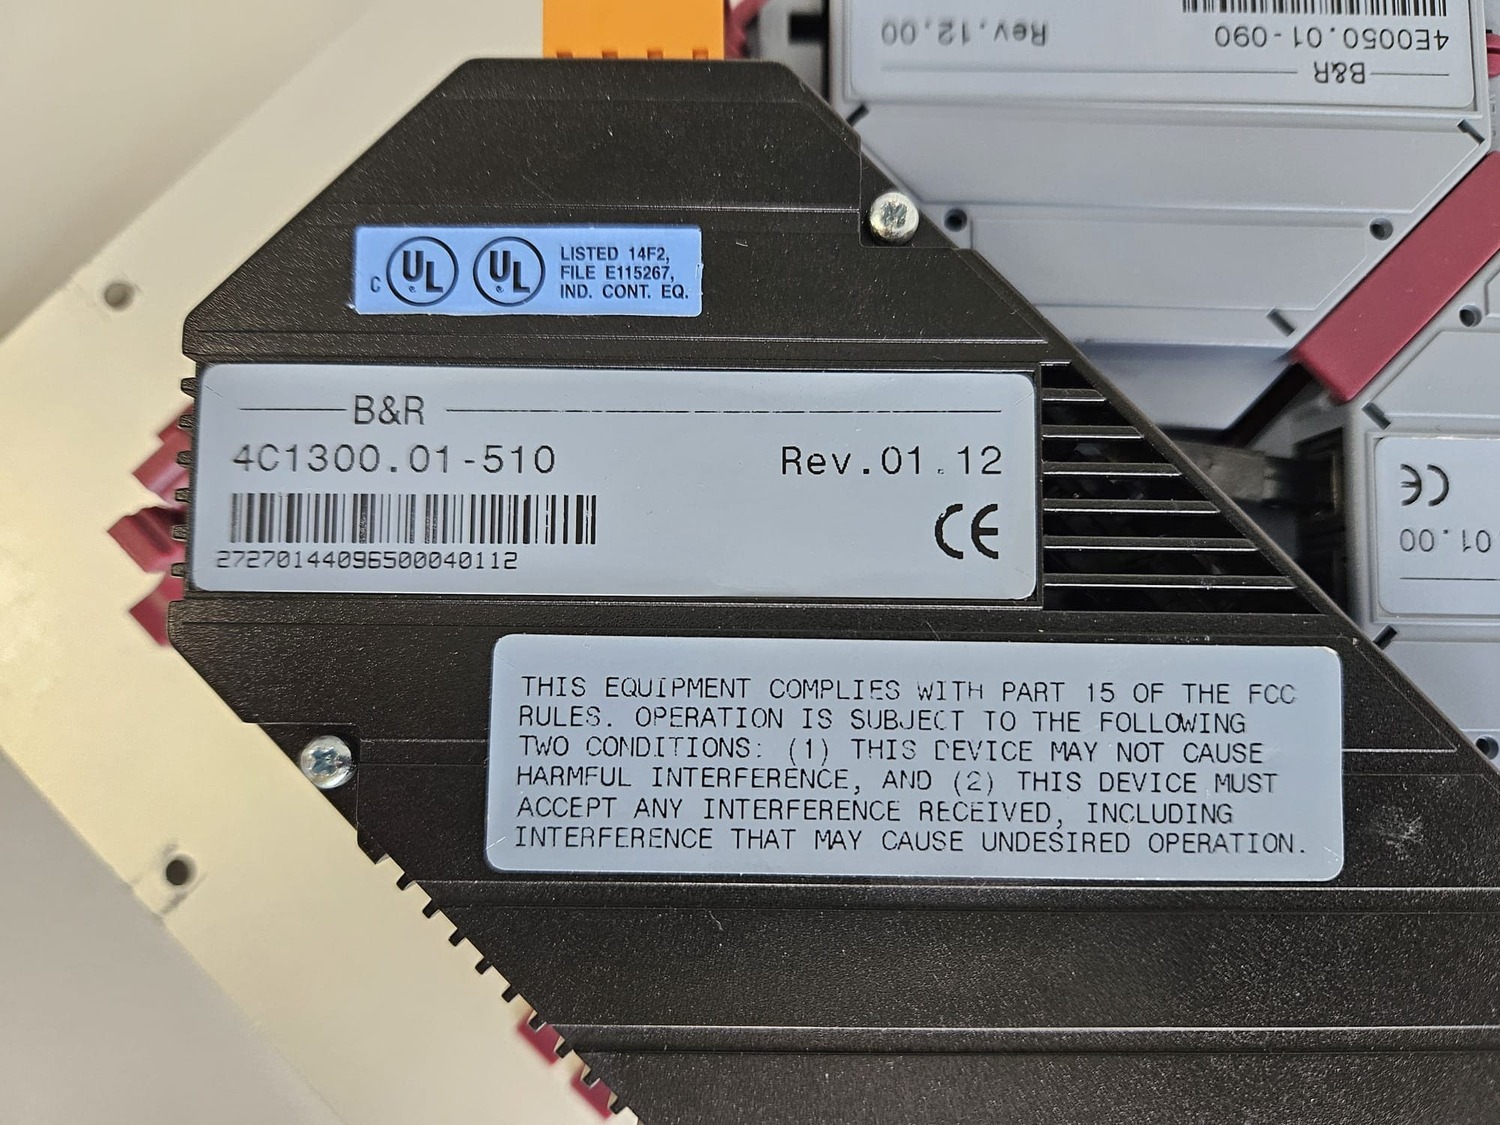 4E0050.01-090 Rev.12.00
B&R
c UL UL LISTED 14F2,
FILE E115267,
IND. CONT. EQ.
B&R
4C1300.01-510 Rev.01.12
CE
27270144096500040112
CE
01.00
THIS EQUIPMENT COMPLIES WITH PART 15 OF THE FCC
RULES. OPERATION IS SUBJECT TO THE FOLLOWING
TWO CONDITIONS: (1) THIS DEVICE MAY NOT CAUSE
HARMFUL INTERFERENCE, AND (2) THIS DEVICE MUST
ACCEPT ANY INTERFERENCE RECEIVED, INCLUDING
INTERFERENCE THAT MAY CAUSE UNDESIRED OPERATION.